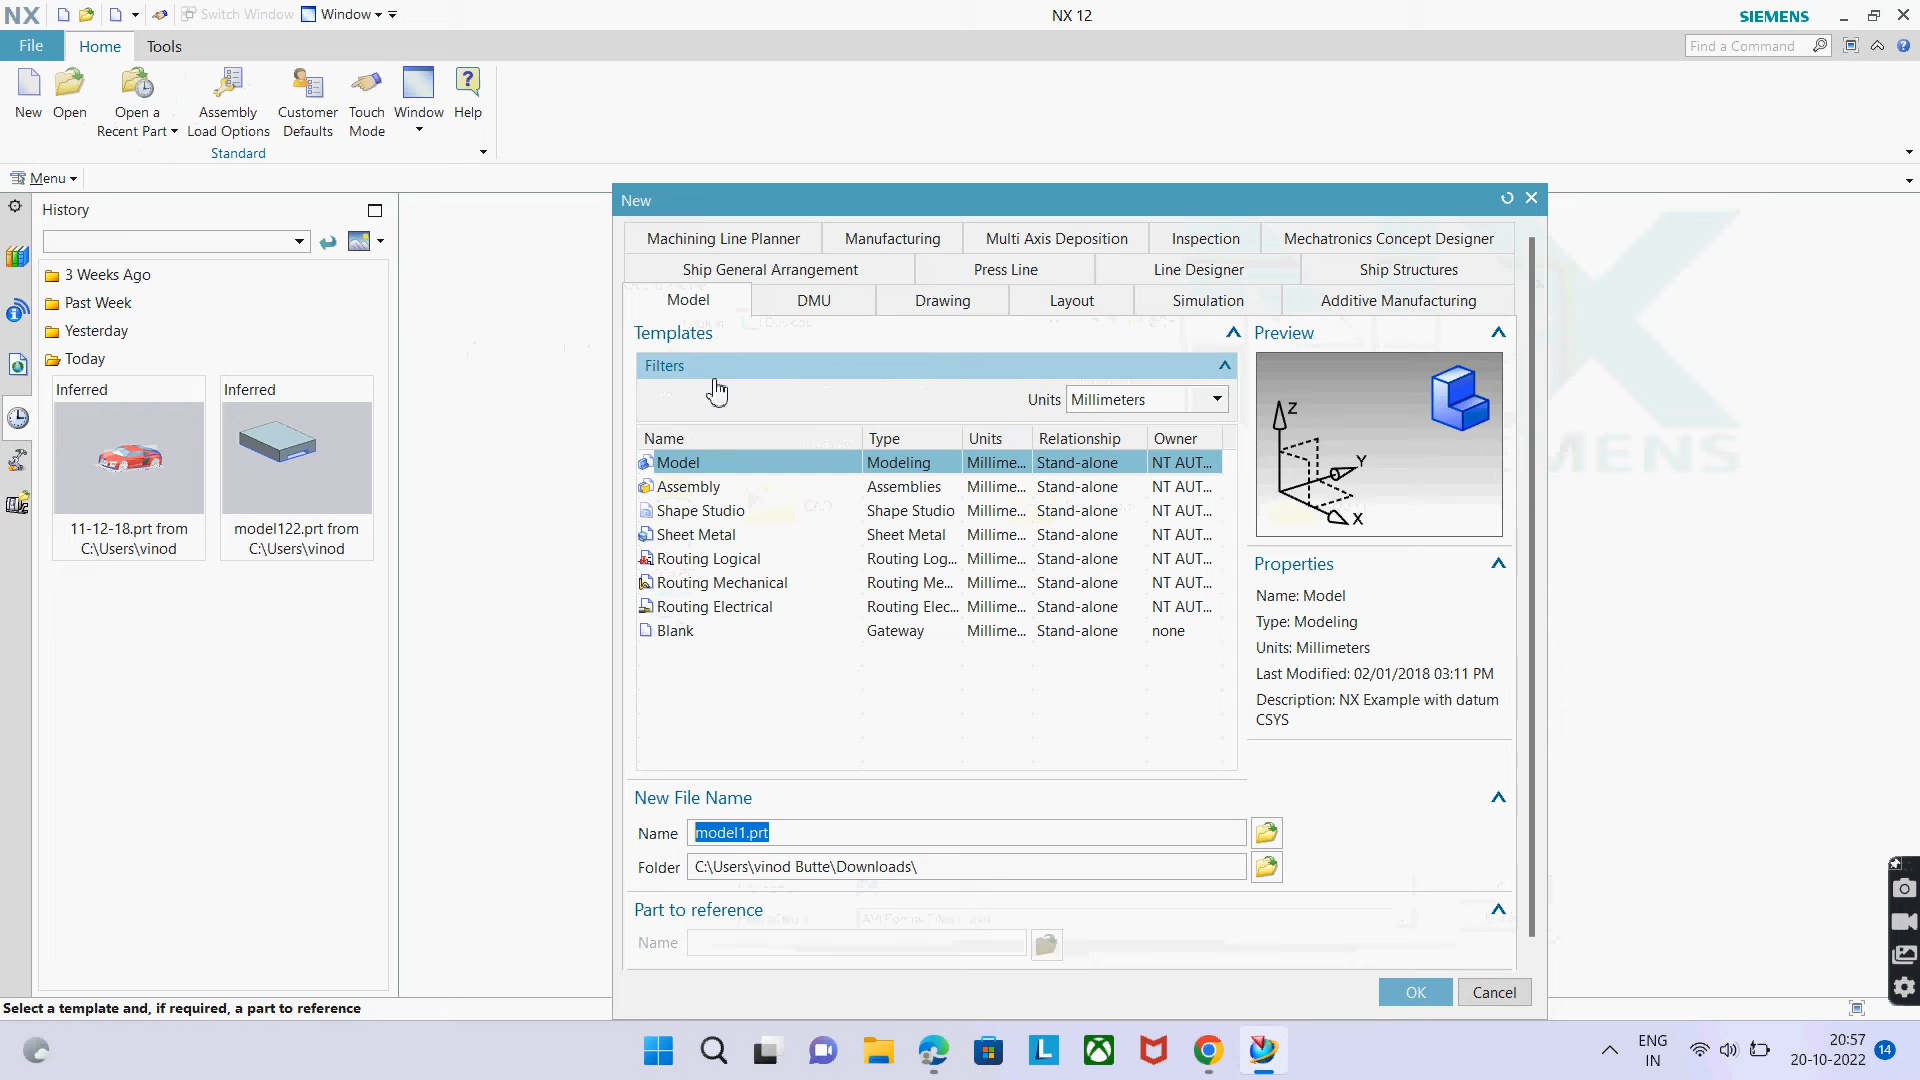 NX
Switch Window
Window
NX 12
SIEMENS
File
Home
Tools
Find a Command
New
Open
Open a
Recent Part
Assembly
Load Options
Customer
Defaults
Touch
Mode
Window
Help
Standard
Menu
History
3 Weeks Ago
Past Week
Yesterday
Today
Inferred
Inferred
11-12-18.prt from
C:\Users\vinod
model122.prt from
C:\Users\vinod
New
Machining Line Planner
Manufacturing
Multi Axis Deposition
Inspection
Mechatronics Concept Designer
Ship General Arrangement
Press Line
Line Designer
Ship Structures
Model
DMU
Drawing
Layout
Simulation
Additive Manufacturing
Templates
Filters
Units Millimeters
Name Type Units Relationship Owner
Model Modeling Millime... Stand-alone NT AUT...
Assembly Assemblies Millime... Stand-alone NT AUT...
Shape Studio Shape Studio Millime... Stand-alone NT AUT...
Sheet Metal Sheet Metal Millime... Stand-alone NT AUT...
Routing Logical Routing Log... Millime... Stand-alone NT AUT...
Routing Mechanical Routing Me... Millime... Stand-alone NT AUT...
Routing Electrical Routing Elec... Millime... Stand-alone NT AUT...
Blank Gateway Millime... Stand-alone none
Preview
Z
Y
X
Properties
Name: Model
Type: Modeling
Units: Millimeters
Last Modified: 02/01/2018 03:11 PM
Description: NX Example with datum
CSYS
New File Name
Name model1.prt
Folder C:\Users\vinod Butte\Downloads\
Part to reference
Name
OK
Cancel
Select a template and, if required, a part to reference
ENG
IN
20:57
20-10-2022
14